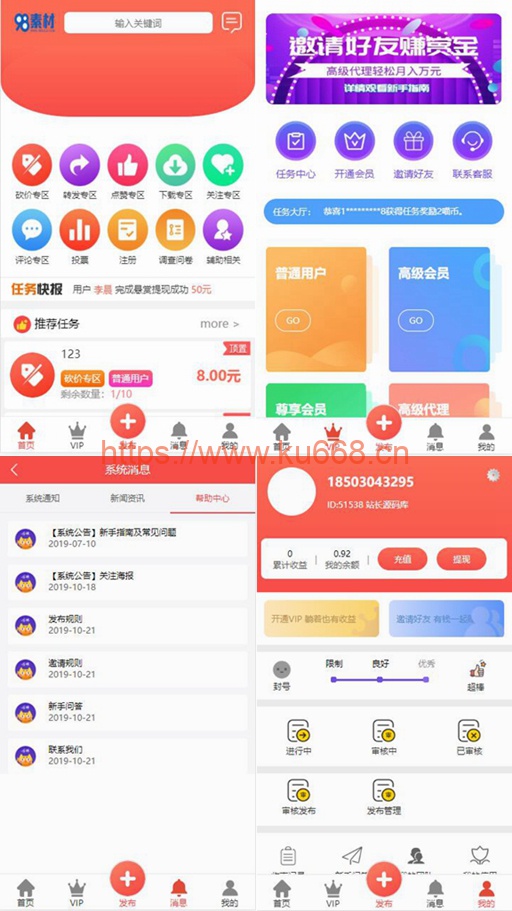 98素材
输入关键词
砍价专区
转发专区
点赞专区
下载专区
关注专区
评论专区
投票
注册
调查问卷
辅助相关
任务快报 用户 李晨 完成悬赏提现成功 50元
推荐任务
more >
123
顶置
砍价专区 普通用户
8.00元
剩余数量：1/10
首页
VIP
发布
消息
我的
邀请好友赚赏金
高级代理轻松月入万元
详情观看新手指南
任务中心
开通会员
邀请好友
联系客服
任务大厅： 恭喜1*********8获得任务奖励2嘀币。
普通用户
GO
高级会员
GO
尊享会员
高级代理
首页
VIP
发布
消息
我的
https://www.ku668.cn
系统消息
系统通知
新闻资讯
帮助中心
【系统公告】新手指南及常见问题
2019-07-10
【系统公告】关注海报
2019-10-18
发布规则
2019-10-21
邀请规则
2019-10-21
新手问答
2019-10-21
联系我们
2019-10-21
首页
VIP
发布
消息
我的
18503043295
ID:51538 站长源码库
0
累计收益
0.92
我的余额
充值
提现
开通VIP 躺着也有收益
邀请好友 有钱一起赚
封号
限制
良好
优秀
超棒
进行中
审核中
已审核
审核发布
发布管理
首页
VIP
发布
消息
我的